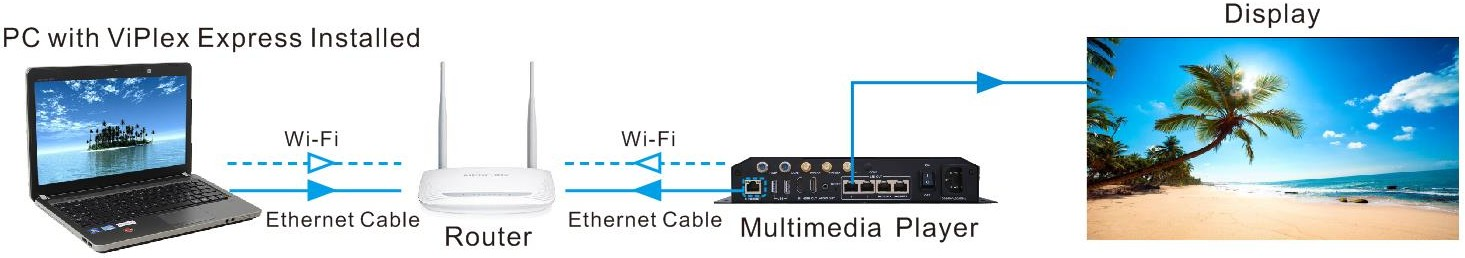 Display
PC with ViPlex Express Installed
Wi-Fi
Wi-Fi
Ethernet Cable
Ethernet Cable
Router
Multimedia Player